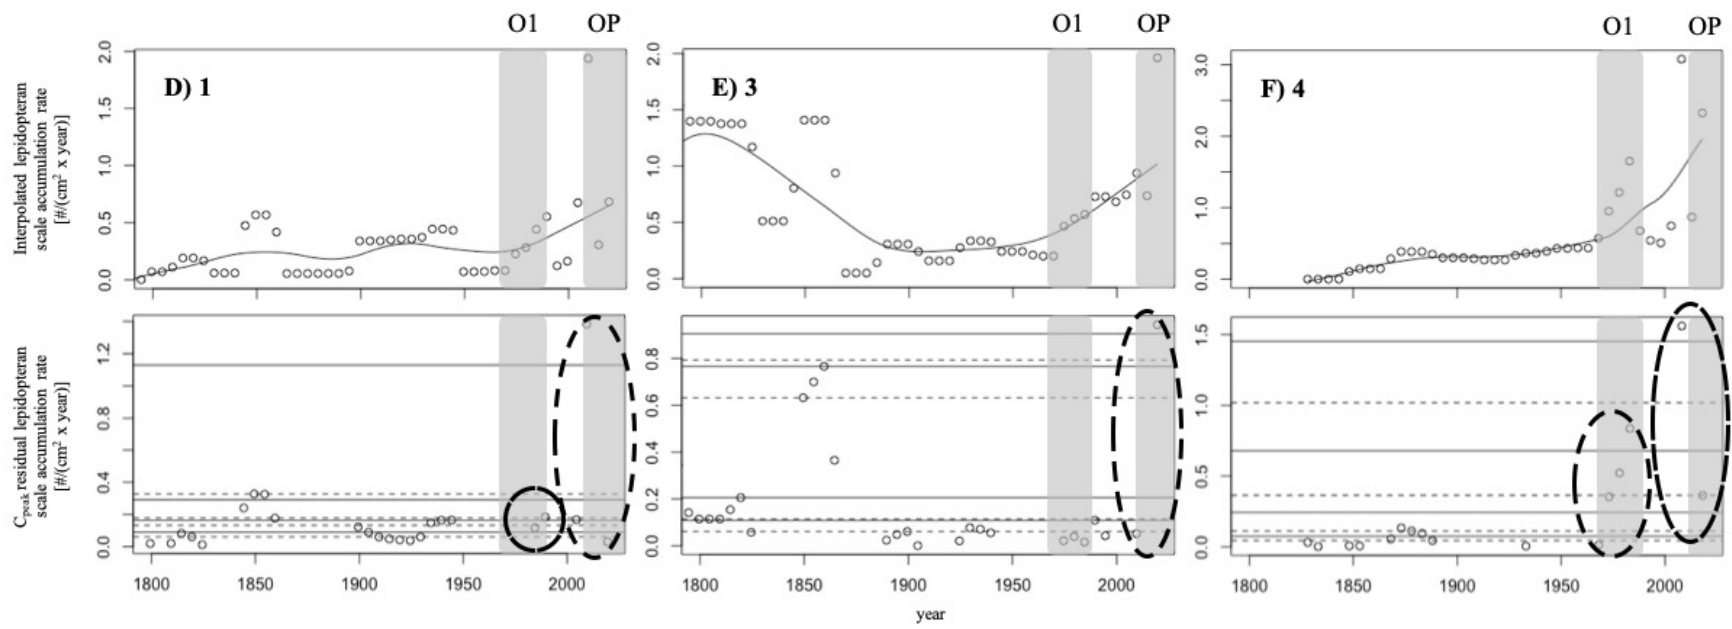 O1 OP O1 OP O1 OP
Interpolated lepidopteran
scale accumulation rate
[#/(cm² x year)]
D) 1
2.0
1.5
1.0
0.5
0.0
E) 3
2.0
1.5
1.0
0.5
0.0
F) 4
3.0
2.0
1.0
0.0
Cpeak residual lepidopteran
scale accumulation rate
[#/(cm² x year)]
1.2
0.8
0.4
0.0
0.8
0.6
0.4
0.2
0.0
1.5
1.0
0.5
0.0
1800 1850 1900 1950 2000
1800 1850 1900 1950 2000
1800 1850 1900 1950 2000
year